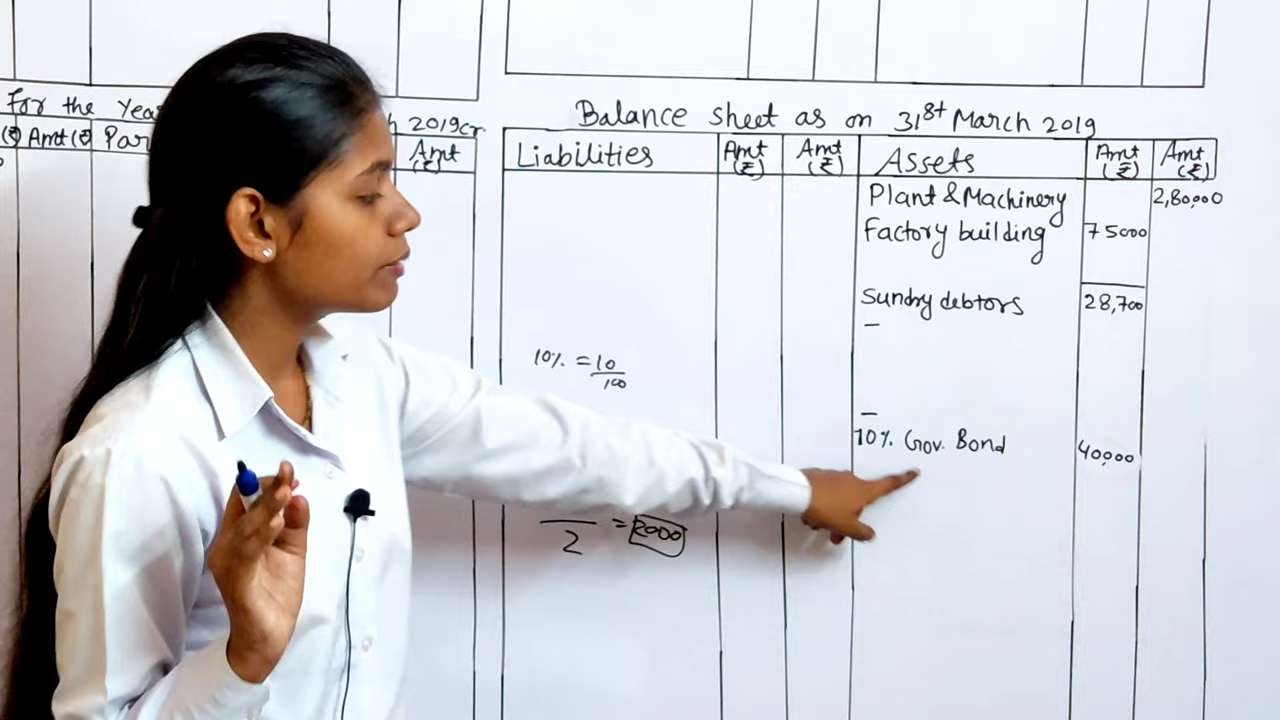 For the Yea
h 2019 cr.
(₹) Amt (₹ Par
Amt
(₹)
Balance sheet as on 31st March 2019
Liabilities Amt (₹) Amt (₹) Assets Amt (₹) Amt (₹)
Plant & Machinery 2,80,000
Factory building 75000
Sundry debtors 28,700
10% = 10/100
10% Gov. Bond 40,000
2 = 2000